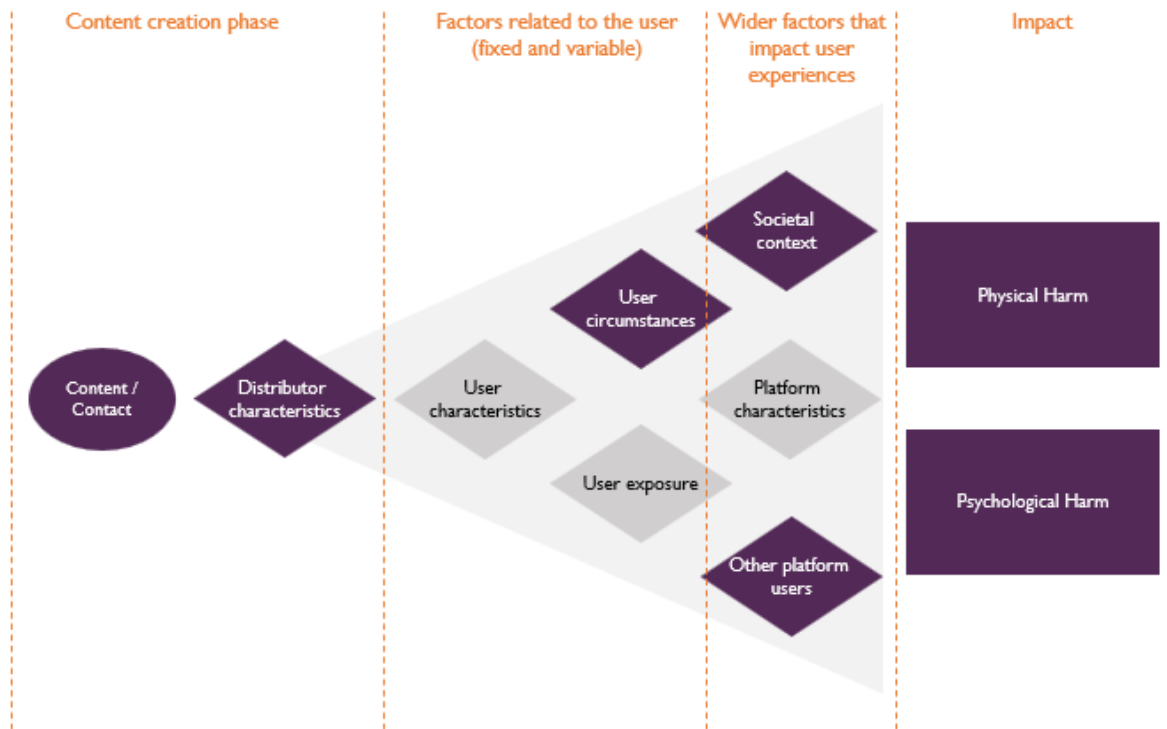 Content creation phase
Factors related to the user
(fixed and variable)
Wider factors that
impact user
experiences
Impact
Content /
Contact
Distributor
characteristics
User
characteristics
User
circumstances
User exposure
Societal
context
Platform
characteristics
Other platform
users
Physical Harm
Psychological Harm